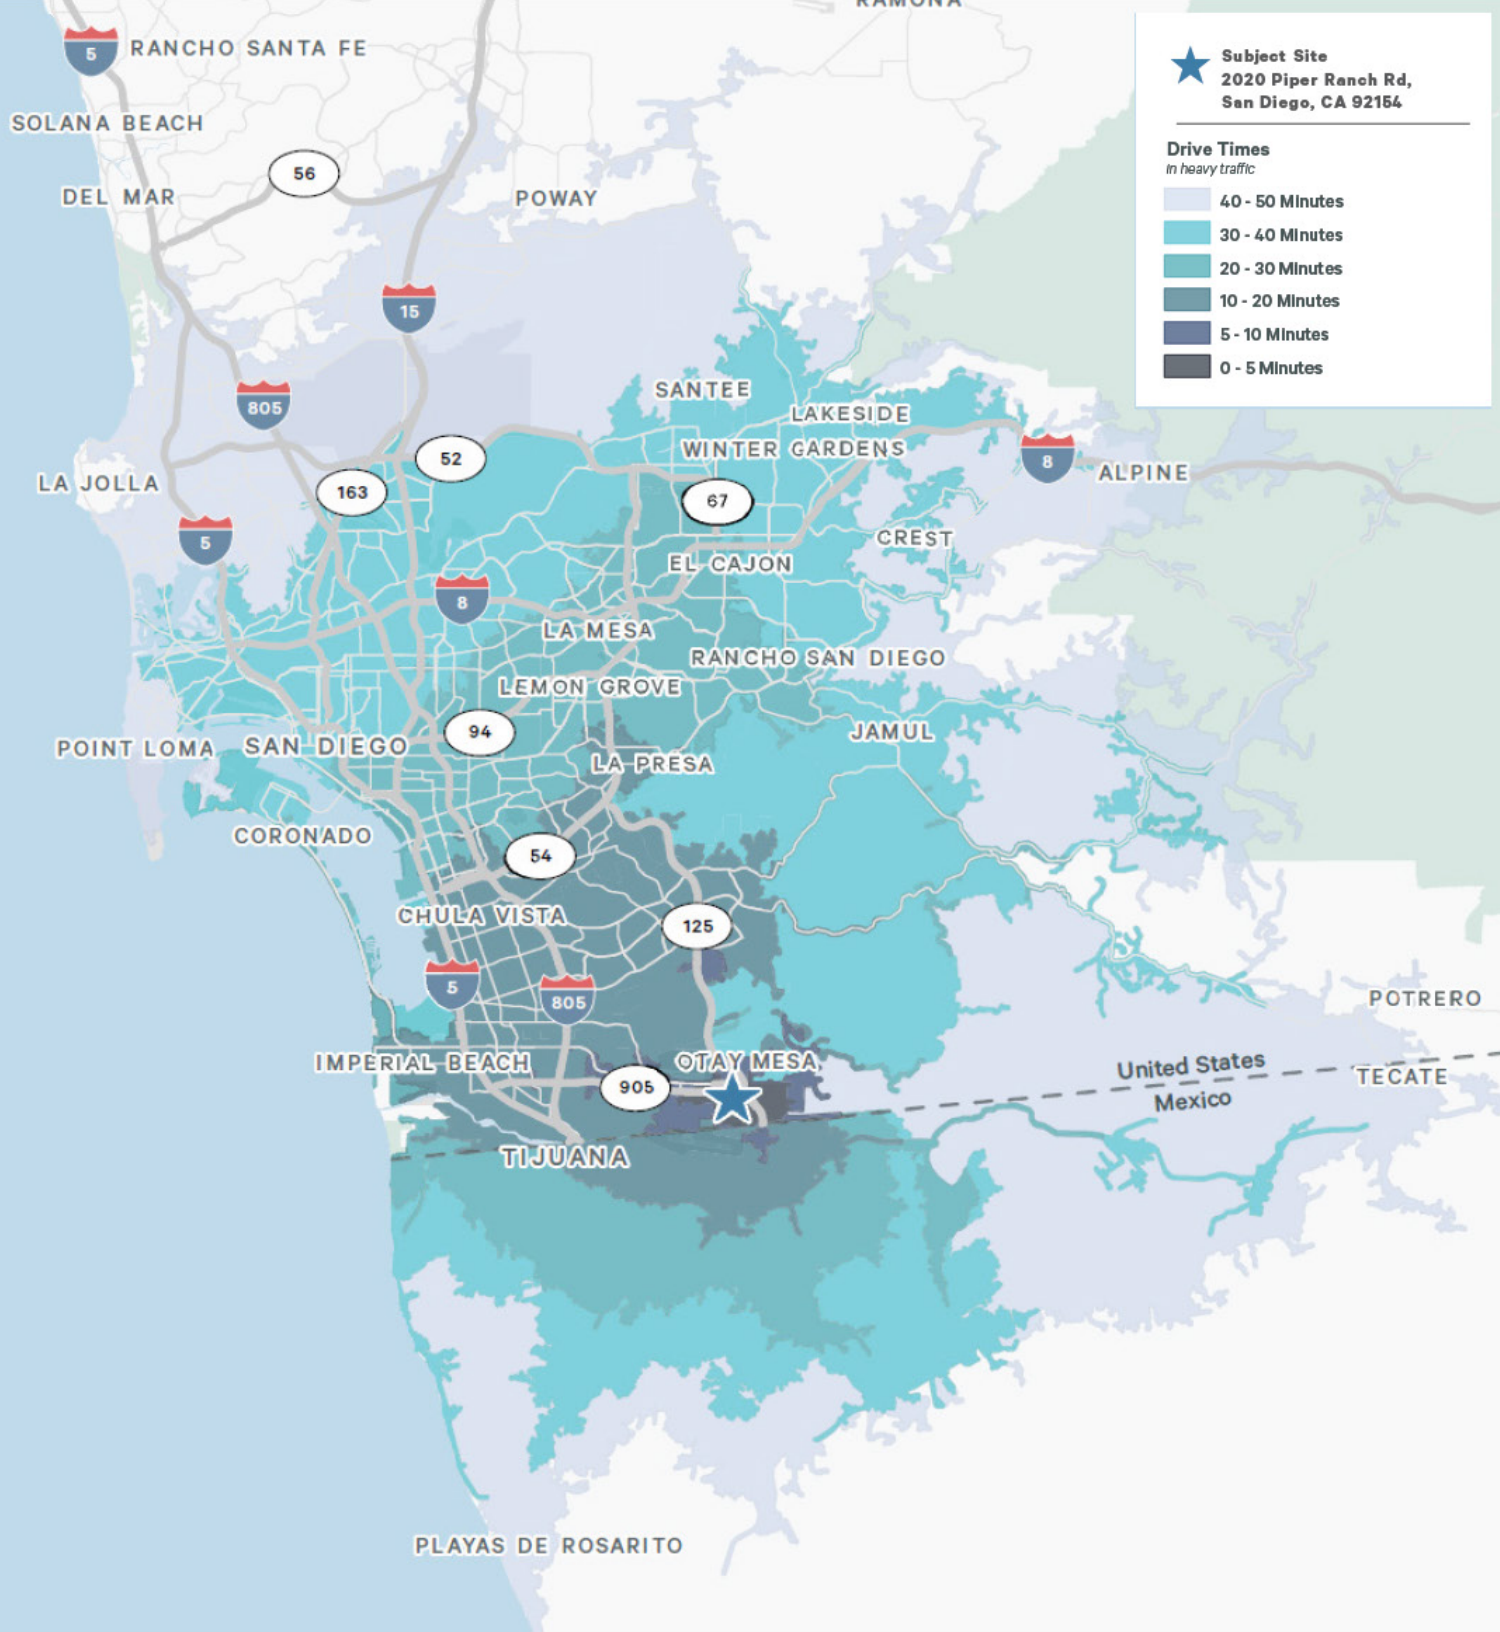 RAMONA
5
RANCHO SANTA FE
SOLANA BEACH
56
DEL MAR
POWAY
15
805
SANTEE
LAKESIDE
52
WINTER GARDENS
8
ALPINE
LA JOLLA
163
67
5
CREST
EL CAJON
8
LA MESA
RANCHO SAN DIEGO
LEMON GROVE
94
JAMUL
POINT LOMA
SAN DIEGO
LA PRESA
CORONADO
54
CHULA VISTA
125
5
805
POTRERO
IMPERIAL BEACH
OTAY MESA
United States
TECATE
905
Mexico
TIJUANA
PLAYAS DE ROSARITO
Subject Site
2020 Piper Ranch Rd,
San Diego, CA 92154
Drive Times
in heavy traffic
40 - 50 Minutes
30 - 40 Minutes
20 - 30 Minutes
10 - 20 Minutes
5 - 10 Minutes
0 - 5 Minutes